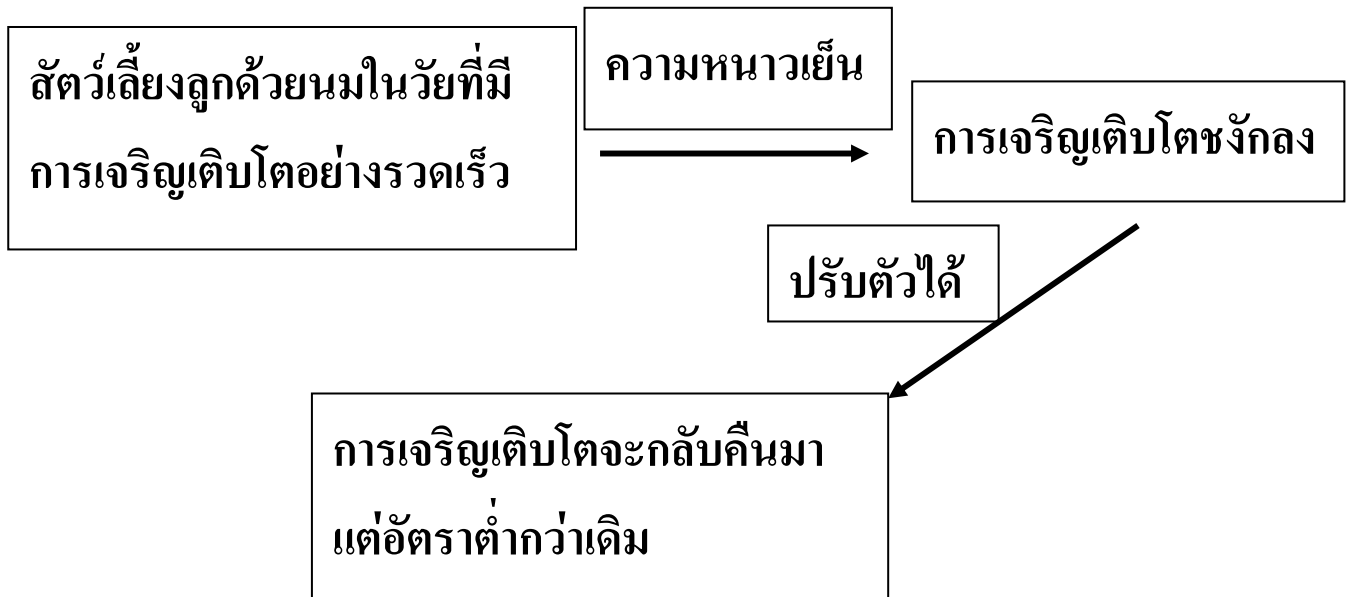 สัตว์เลี้ยงลูกด้วยนมในวัยที่มี
การเจริญเติบโตอย่างรวดเร็ว
ความหนาวเย็น
การเจริญเติบโตชงักลง
ปรับตัวได้
การเจริญเติบโตจะกลับคืนมา
แต่อัตราต่ำกว่าเดิม